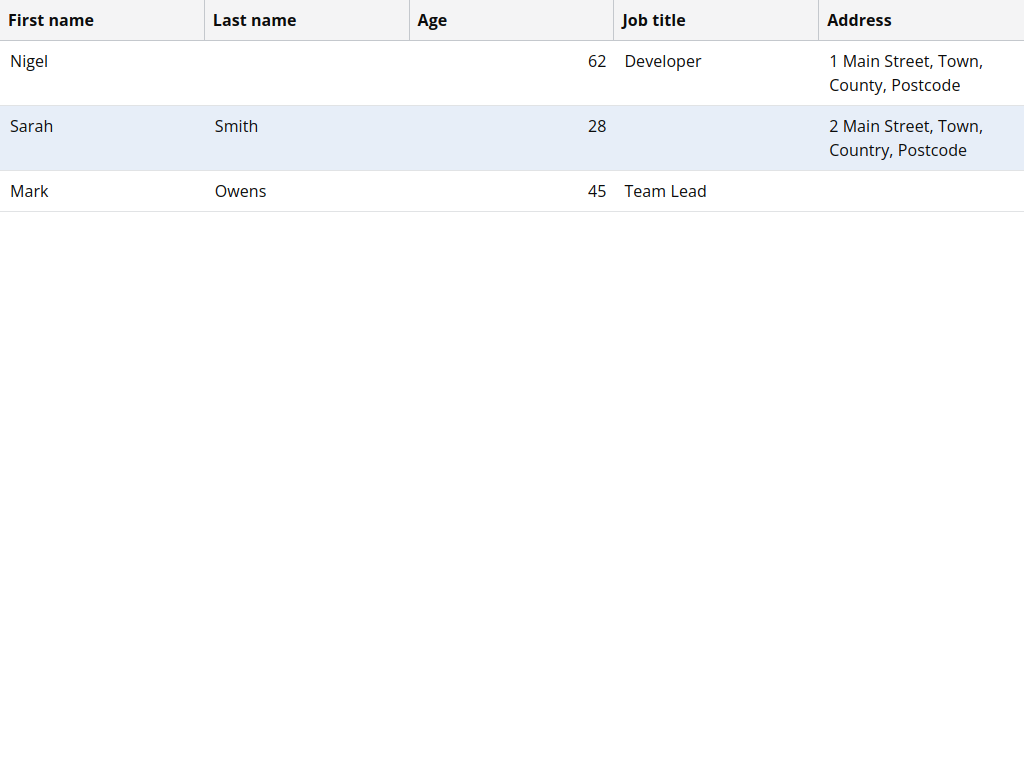 First name Last name Age Job title Address
Nigel 62 Developer 1 Main Street, Town,
County, Postcode
Sarah Smith 28 2 Main Street, Town,
Country, Postcode
Mark Owens 45 Team Lead